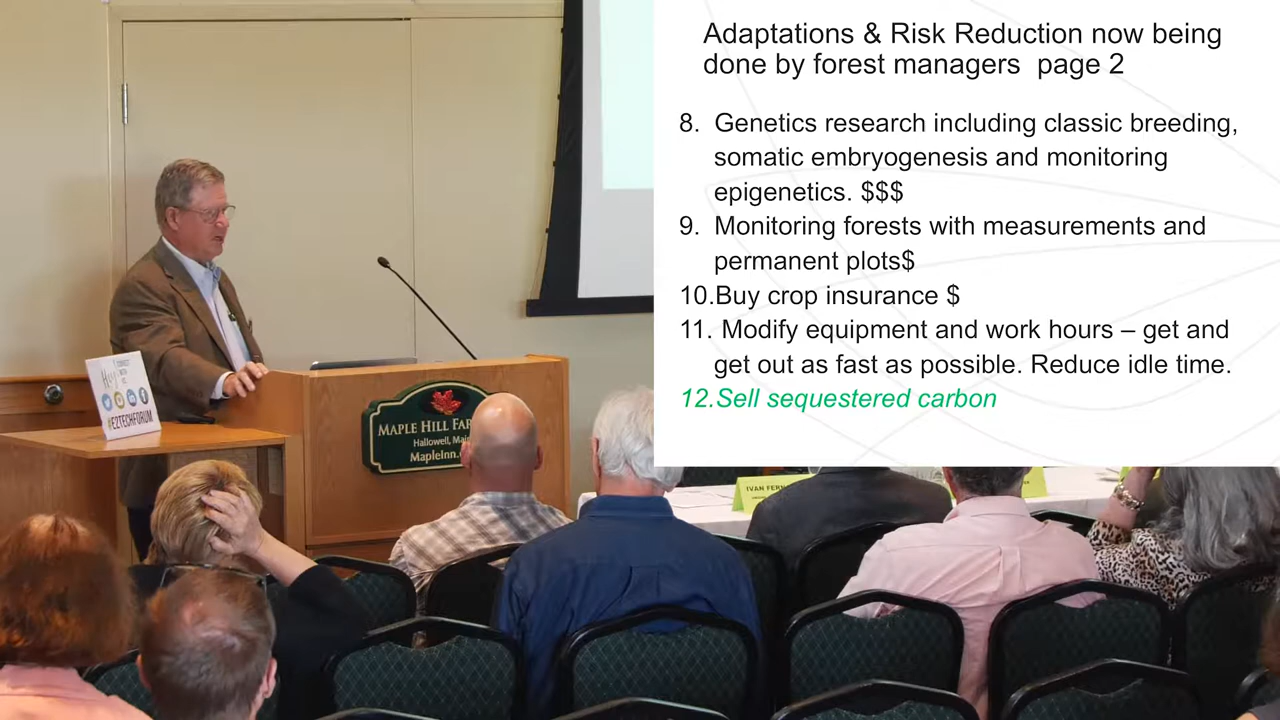 Adaptations & Risk Reduction now being
done by forest managers page 2
8. Genetics research including classic breeding,
somatic embryogenesis and monitoring
epigenetics. $$$
9. Monitoring forests with measurements and
permanent plots$
10.Buy crop insurance $
11. Modify equipment and work hours – get and
get out as fast as possible. Reduce idle time.
12.Sell sequestered carbon
Hey!
#E2TECHFORUM
MAPLE HILL
Hallowell,
MapleInn.
IVAN